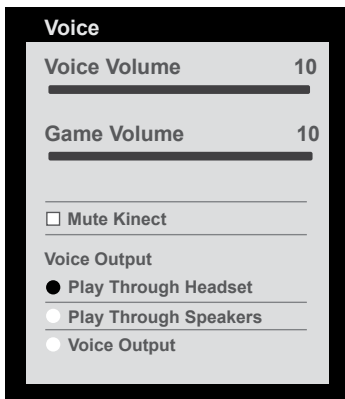 Voice
Voice Volume 10
Game Volume 10
Mute Kinect
Voice Output
Play Through Headset
Play Through Speakers
Voice Output